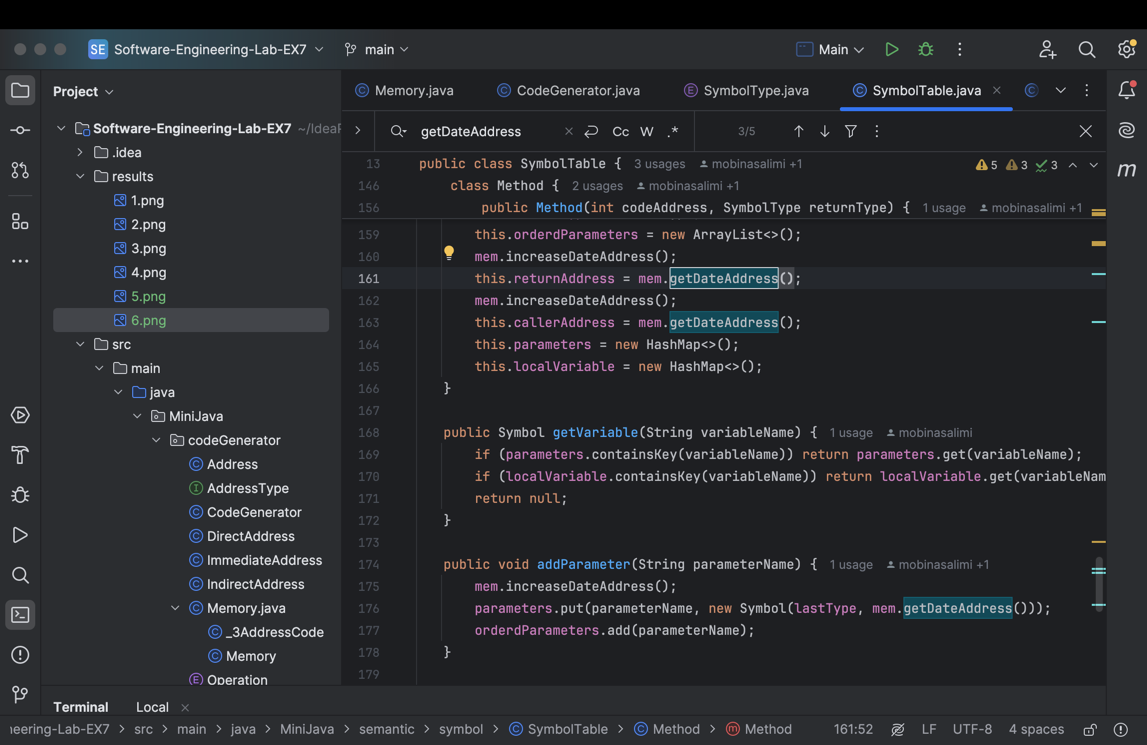 SE Software-Engineering-Lab-EX7 main Main
Project
Memory.java CodeGenerator.java SymbolType.java SymbolTable.java
Software-Engineering-Lab-EX7 ~/IdeaP
.idea
results
1.png
2.png
3.png
4.png
5.png
6.png
src
main
java
MiniJava
codeGenerator
Address
AddressType
CodeGenerator
DirectAddress
ImmediateAddress
IndirectAddress
Memory.java
_3AddressCode
Memory
Operation
getDateAddress Cc W .* 3/5
13 public class SymbolTable { 3 usages mobinasalimi +1
5 3 3
146 class Method { 2 usages mobinasalimi +1
156 public Method(int codeAddress, SymbolType returnType) { 1 usage mobinasalimi +1
159 this.orderdParameters = new ArrayList<>();
160 mem.increaseDateAddress();
161 this.returnAddress = mem.getDateAddress();
162 mem.increaseDateAddress();
163 this.callerAddress = mem.getDateAddress();
164 this.parameters = new HashMap<>();
165 this.localVariable = new HashMap<>();
166 }
167
168 public Symbol getVariable(String variableName) { 1 usage mobinasalimi
169 if (parameters.containsKey(variableName)) return parameters.get(variableName);
170 if (localVariable.containsKey(variableName)) return localVariable.get(variableNam
171 return null;
172 }
173
174 public void addParameter(String parameterName) { 1 usage mobinasalimi +1
175 mem.increaseDateAddress();
176 parameters.put(parameterName, new Symbol(lastType, mem.getDateAddress()));
177 orderdParameters.add(parameterName);
178 }
179
m
Terminal Local
neering-Lab-EX7 > src > main > java > MiniJava > semantic > symbol > SymbolTable > Method > Method 161:52 LF UTF-8 4 spaces